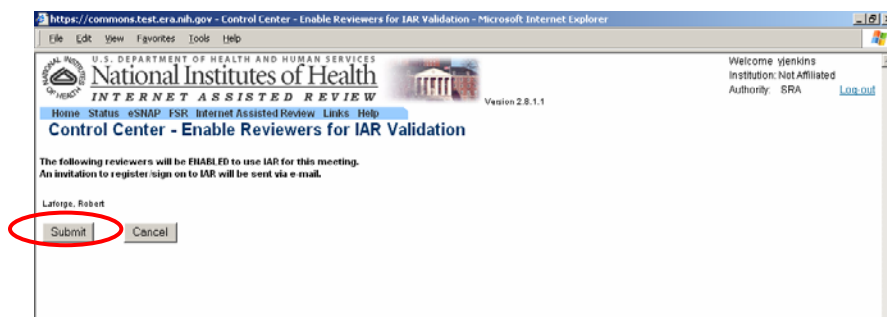 https://commons.test.era.nih.gov - Control Center - Enable Reviewers for IAR Validation - Microsoft Internet Explorer
File Edit View Favorites Tools Help
U.S. DEPARTMENT OF HEALTH AND HUMAN SERVICES
National Institutes of Health
INTERNET ASSISTED REVIEW
Version 2.8.1.1
Welcome yjenkins
Institution: Not Affiliated
Authority: SRA Log-out
Home Status eSNAP FSR Internet Assisted Review Links Help
Control Center - Enable Reviewers for IAR Validation
The following reviewers will be ENABLED to use IAR for this meeting.
An invitation to register/sign on to IAR will be sent via e-mail.
Laforge, Robert
Submit Cancel